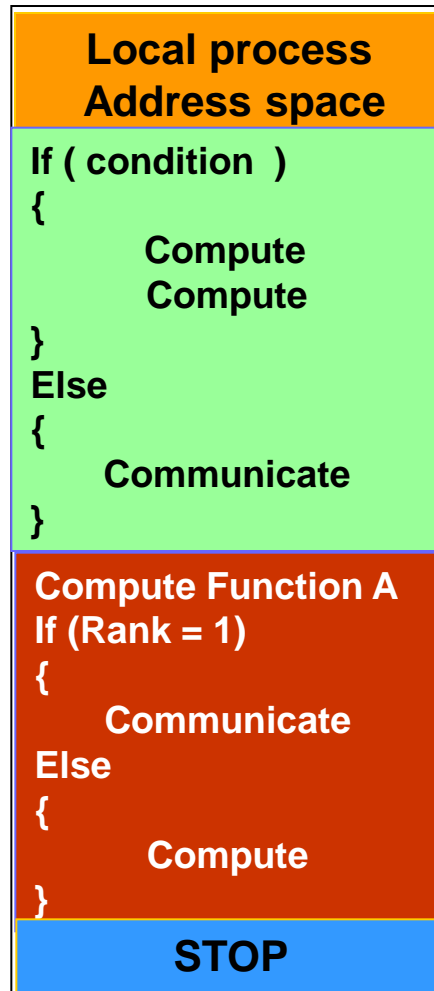 Local process
Address space
If ( condition )
{
Compute
Compute
}
Else
{
Communicate
}
Compute Function A
If (Rank = 1)
{
Communicate
Else
{
Compute
}
STOP